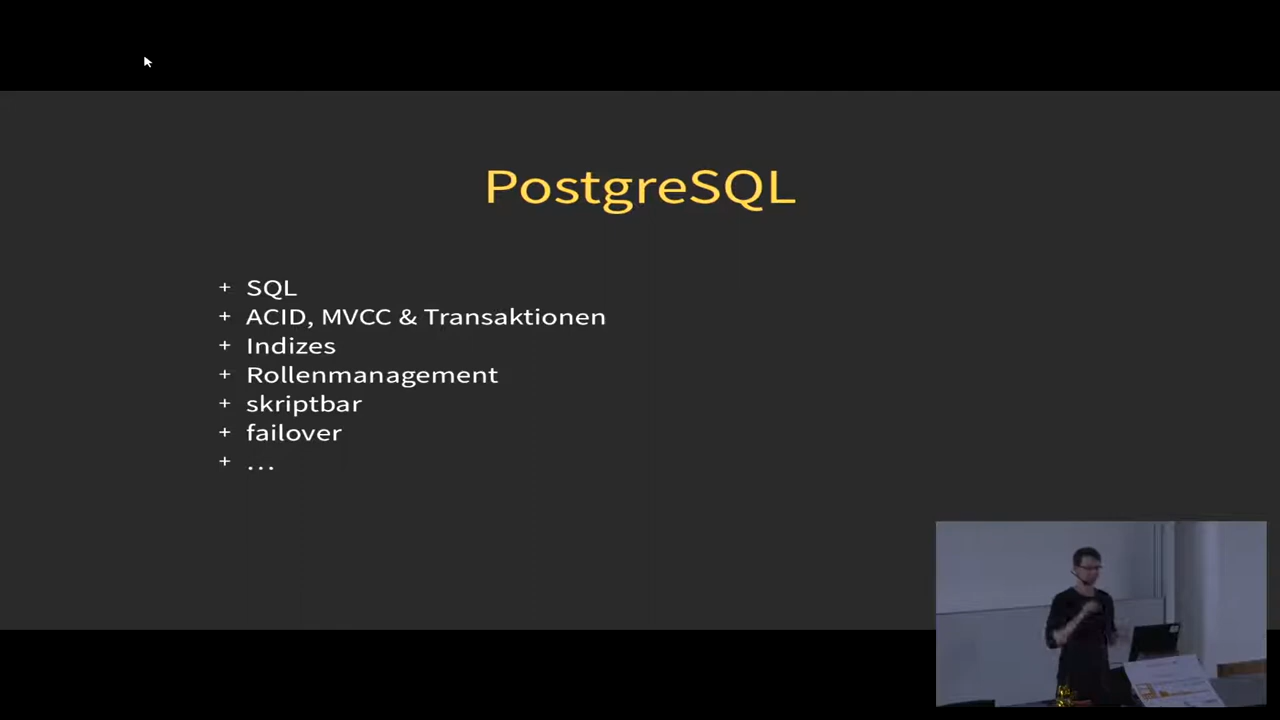 PostgreSQL
+ SQL
+ ACID, MVCC & Transaktionen
+ Indizes
+ Rollenmanagement
+ skriptbar
+ failover
+ ...